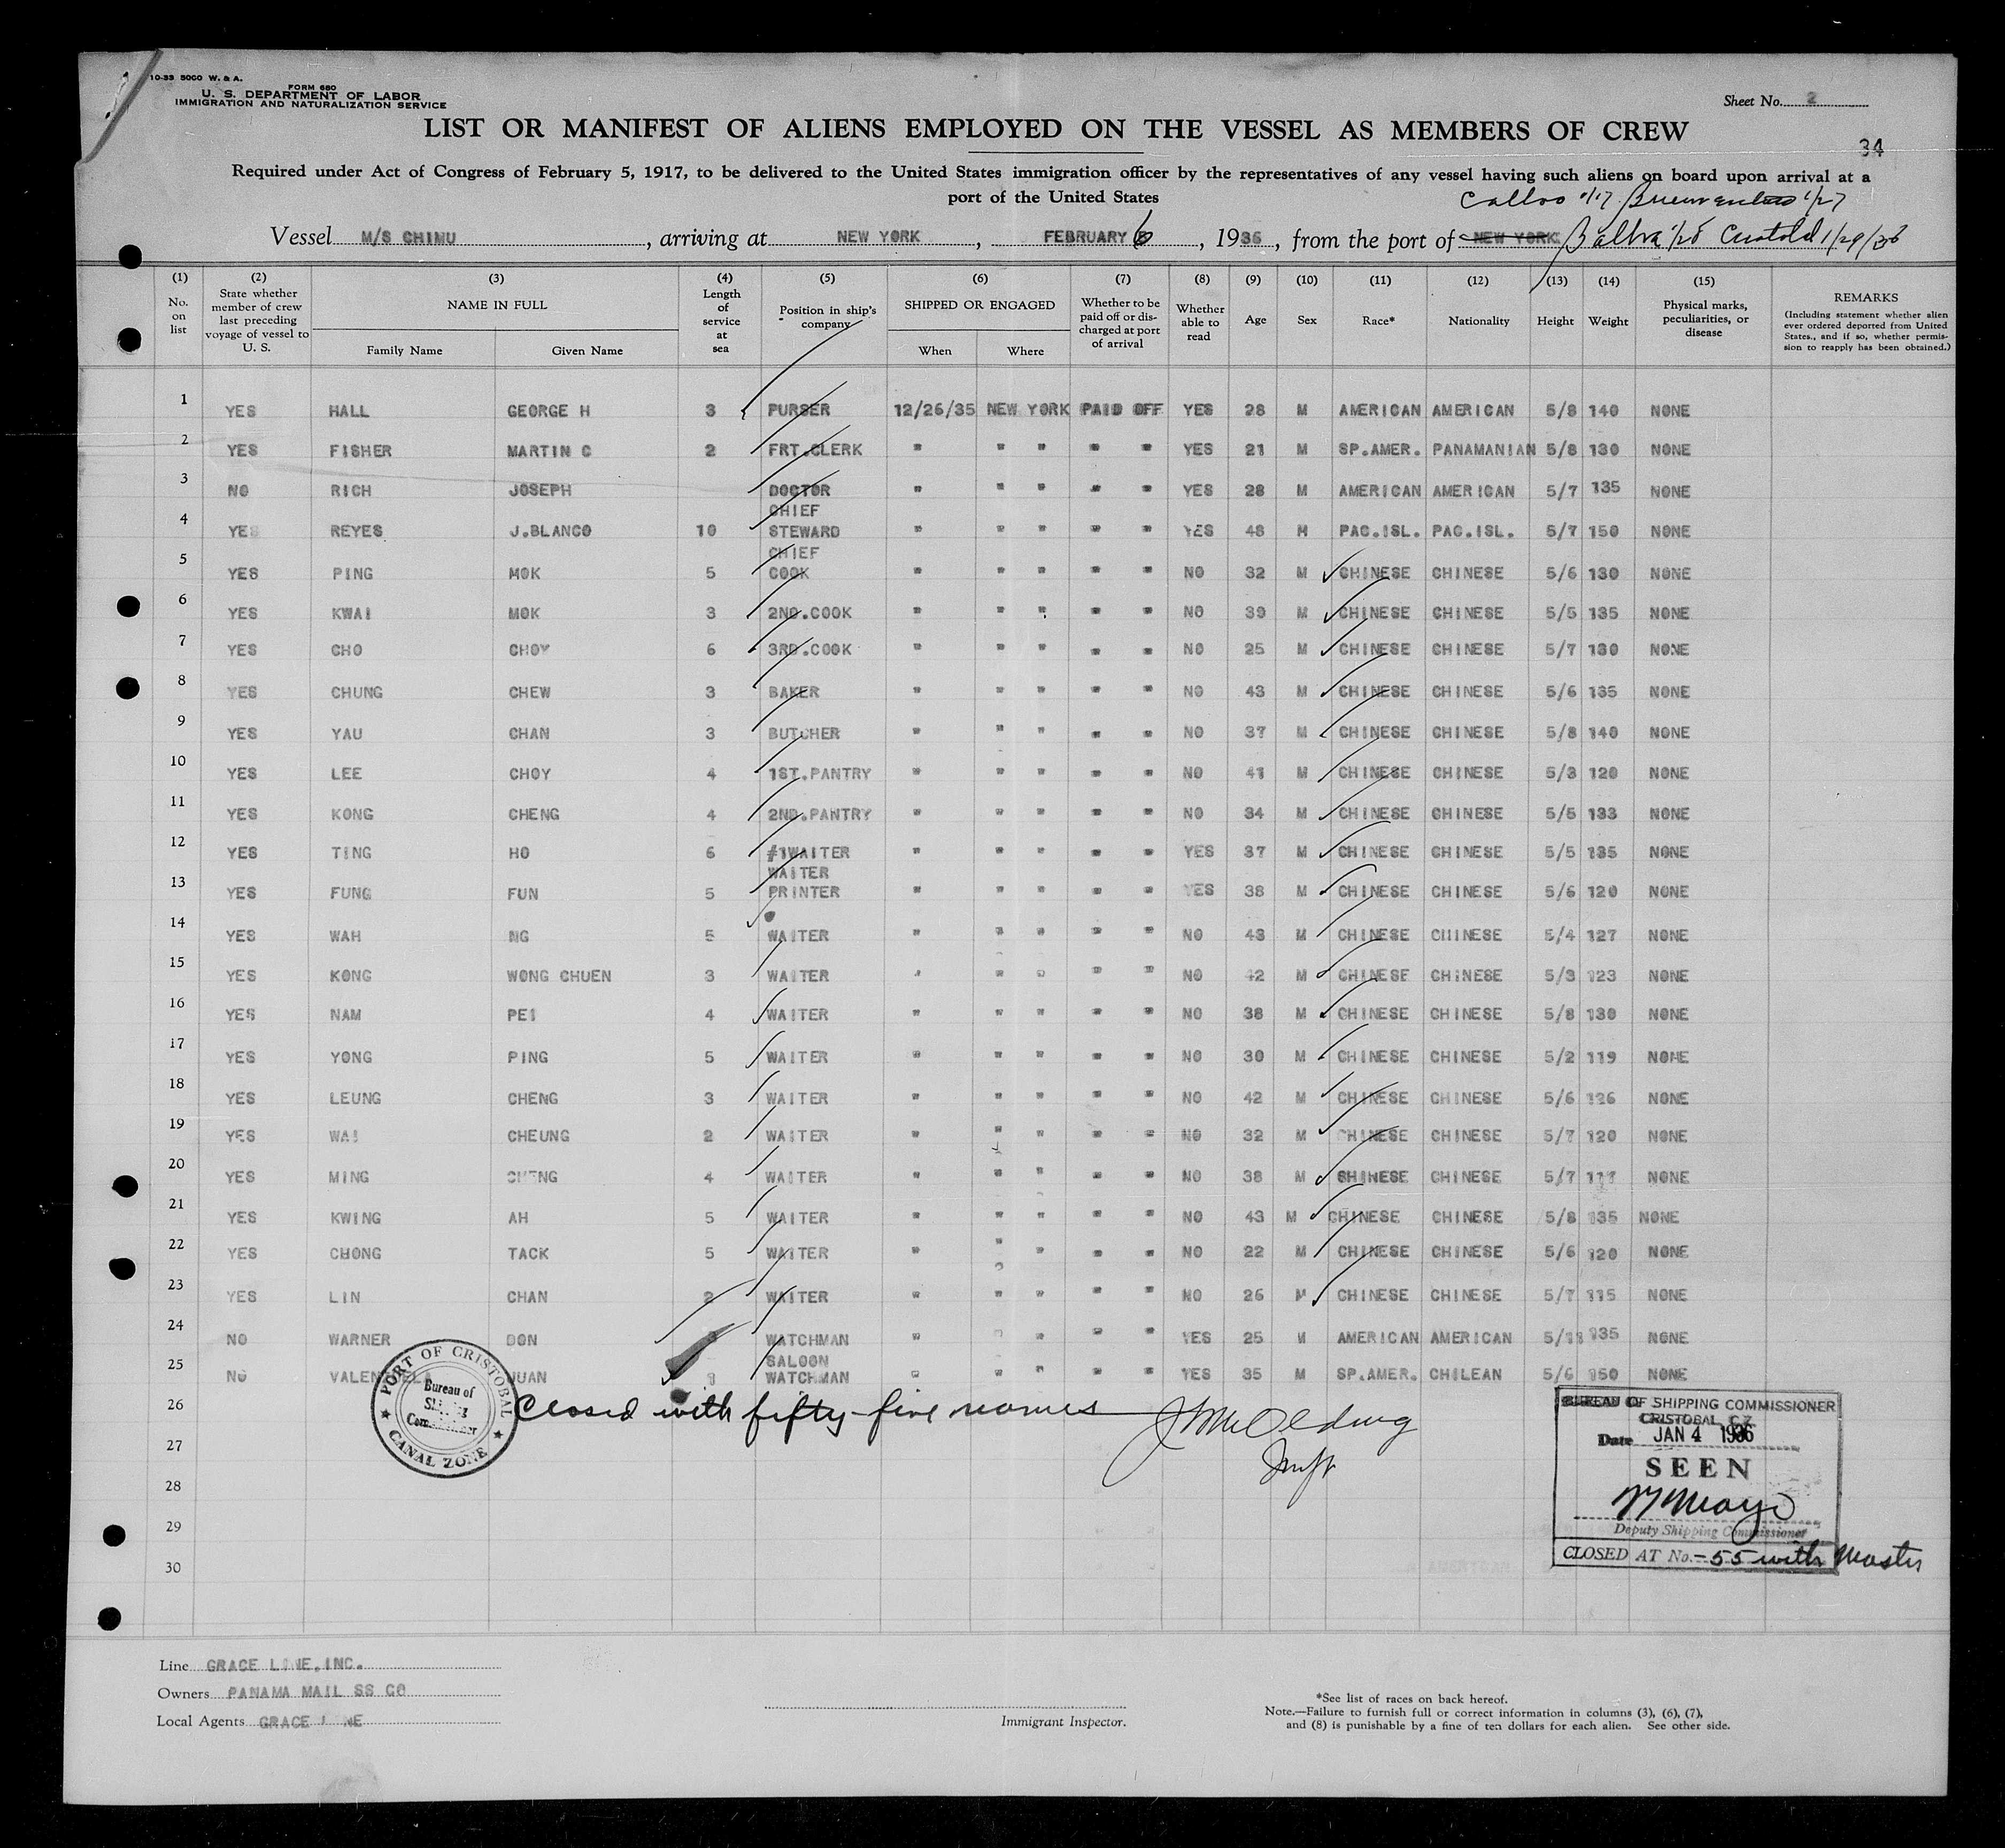 10-33 5000 W. & A.
FORM 680
U. S. DEPARTMENT OF LABOR
IMMIGRATION AND NATURALIZATION SERVICE
Sheet No. 2
LIST OR MANIFEST OF ALIENS EMPLOYED ON THE VESSEL AS MEMBERS OF CREW
34
Required under Act of Congress of February 5, 1917, to be delivered to the United States immigration officer by the representatives of any vessel having such aliens on board upon arrival at a
port of the United States
Callao 1/17 Buenventura 1/27
Vessel M/S CHIMU, arriving at NEW YORK, FEBRUARY 6, 1936, from the port of NEW YORK Balboa 1/28 Cristobal 1/29/36
(1) (2) (3) (4) (5) (6) (7) (8) (9) (10) (11) (12) (13) (14) (15)
No. on list
State whether member of crew last preceding voyage of vessel to U. S.
NAME IN FULL
Family Name Given Name
Length of service at sea
Position in ship's company
SHIPPED OR ENGAGED
When Where
Whether to be paid off or discharged at port of arrival
Whether able to read
Age
Sex
Race*
Nationality
Height
Weight
Physical marks, peculiarities, or disease
REMARKS
(Including statement whether alien ever ordered deported from United States, and if so, whether permission to reapply has been obtained.)
1 YES HALL GEORGE H 3 PURSER 12/26/35 NEW YORK PAID OFF YES 28 M AMERICAN AMERICAN 5/8 140 NONE
2 YES FISHER MARTIN C 2 FRT.CLERK " " " " " YES 21 M SP.AMER. PANAMANIAN 5/8 130 NONE
3 NO RICH JOSEPH DOCTOR " " " " " YES 28 M AMERICAN AMERICAN 5/7 135 NONE
4 YES REYES J.BLANCO 10 CHIEF STEWARD " " " " " YES 48 M PAC.ISL. PAC.ISL. 5/7 150 NONE
5 YES PING MOK 5 CHIEF COOK " " " " " NO 32 M CHINESE CHINESE 5/6 130 NONE
6 YES KWAI MOK 3 2ND.COOK " " " " " NO 39 M CHINESE CHINESE 5/5 135 NONE
7 YES CHO CHOY 6 3RD.COOK " " " " " NO 25 M CHINESE CHINESE 5/7 130 NONE
8 YES CHUNG CHEW 3 BAKER " " " " " NO 43 M CHINESE CHINESE 5/6 135 NONE
9 YES YAU CHAN 3 BUTCHER " " " " " NO 37 M CHINESE CHINESE 5/8 140 NONE
10 YES LEE CHOY 4 1ST.PANTRY " " " " " NO 41 M CHINESE CHINESE 5/3 120 NONE
11 YES KONG CHENG 4 2ND.PANTRY " " " " " NO 34 M CHINESE CHINESE 5/5 133 NONE
12 YES TING HO 6 #1WAITER " " " " " YES 37 M CHINESE CHINESE 5/5 135 NONE
13 YES FUNG FUN 5 WAITER PRINTER " " " " " YES 38 M CHINESE CHINESE 5/6 120 NONE
14 YES WAH NG 5 WAITER " " " " " NO 43 M CHINESE CHINESE 5/4 127 NONE
15 YES KONG WONG CHUEN 3 WAITER " " " " " NO 42 M CHINESE CHINESE 5/3 123 NONE
16 YES NAM PEI 4 WAITER " " " " " NO 38 M CHINESE CHINESE 5/8 130 NONE
17 YES YONG PING 5 WAITER " " " " " NO 30 M CHINESE CHINESE 5/2 119 NONE
18 YES LEUNG CHENG 3 WAITER " " " " " NO 42 M CHINESE CHINESE 5/6 126 NONE
19 YES WAI CHEUNG 2 WAITER " " " " " NO 32 M CHINESE CHINESE 5/7 120 NONE
20 YES MING CHENG 4 WAITER " " " " " NO 38 M CHINESE CHINESE 5/7 117 NONE
21 YES KWING AH 5 WAITER " " " " " NO 43 M CHINESE CHINESE 5/8 135 NONE
22 YES CHONG TACK 5 WAITER " " " " " NO 22 M CHINESE CHINESE 5/6 120 NONE
23 YES LIN CHAN 2 WAITER " " " " " NO 26 M CHINESE CHINESE 5/7 115 NONE
24 NO WARNER DON WATCHMAN " " " " " YES 25 M AMERICAN AMERICAN 135 NONE
25 NO JUAN SALOON WATCHMAN " " " " " YES 35 M SP.AMER. CHILEAN 5/6 150 NONE
26 Closed with fifty-five names
27
28
29
30
PORT OF CRISTOBAL
Bureau of
CANAL ZONE
BUREAU OF SHIPPING COMMISSIONER
CRISTOBAL CZ
Date JAN 4 1936
SEEN
Deputy Shipping Commissioner
CLOSED AT No. -55 with Master
Line GRACE LINE, INC.
Owners PANAMA MAIL SS CO
Local Agents GRACE LINE
Immigrant Inspector.
*See list of races on back hereof.
Note.—Failure to furnish full or correct information in columns (3), (6), (7),
and (8) is punishable by a fine of ten dollars for each alien. See other side.